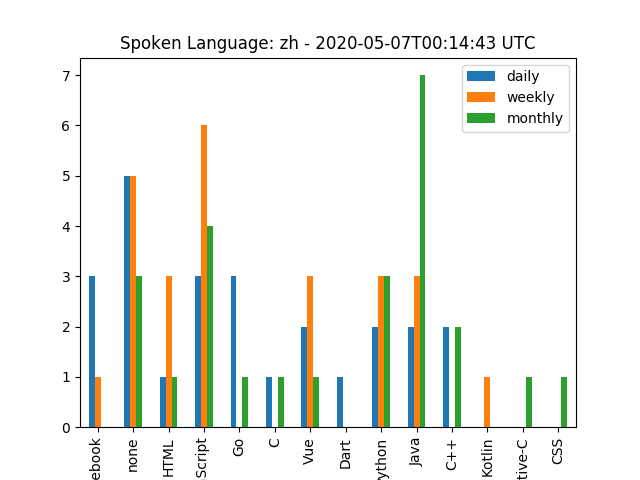 Spoken Language: zh - 2020-05-07T00:14:43 UTC
daily
weekly
monthly
7
6
5
4
3
2
1
0
ebook
none
HTML
Script
Go
C
Vue
Dart
ython
Java
C++
Kotlin
tive-C
CSS